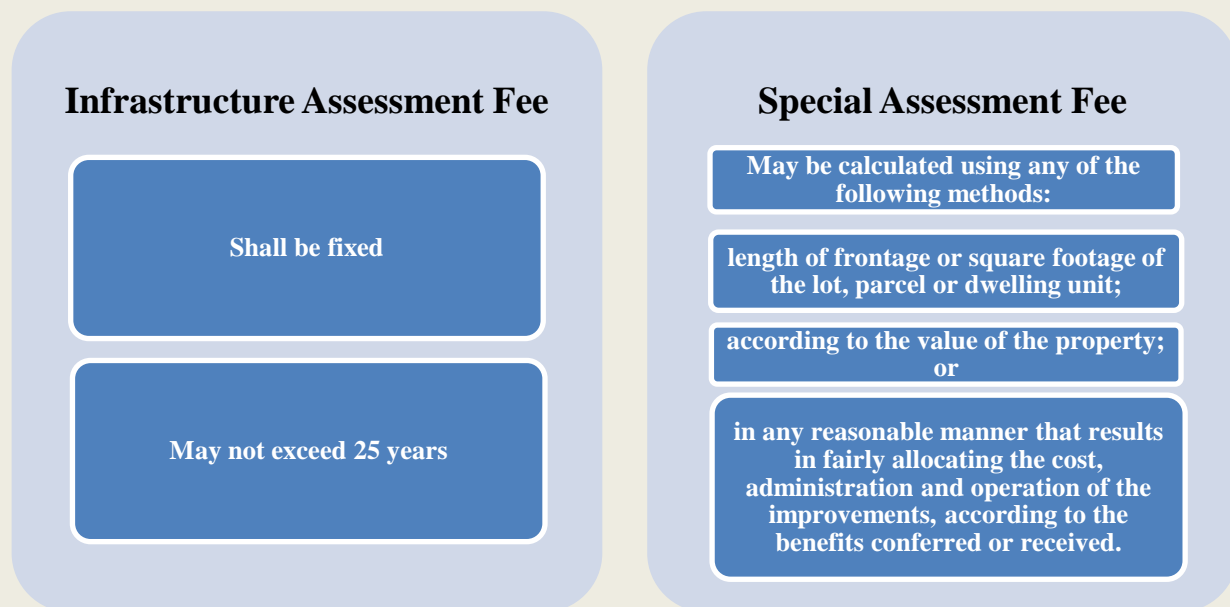 Infrastructure Assessment Fee
Shall be fixed
May not exceed 25 years
Special Assessment Fee
May be calculated using any of the
following methods:
length of frontage or square footage of
the lot, parcel or dwelling unit;
according to the value of the property;
or
in any reasonable manner that results
in fairly allocating the cost,
administration and operation of the
improvements, according to the
benefits conferred or received.